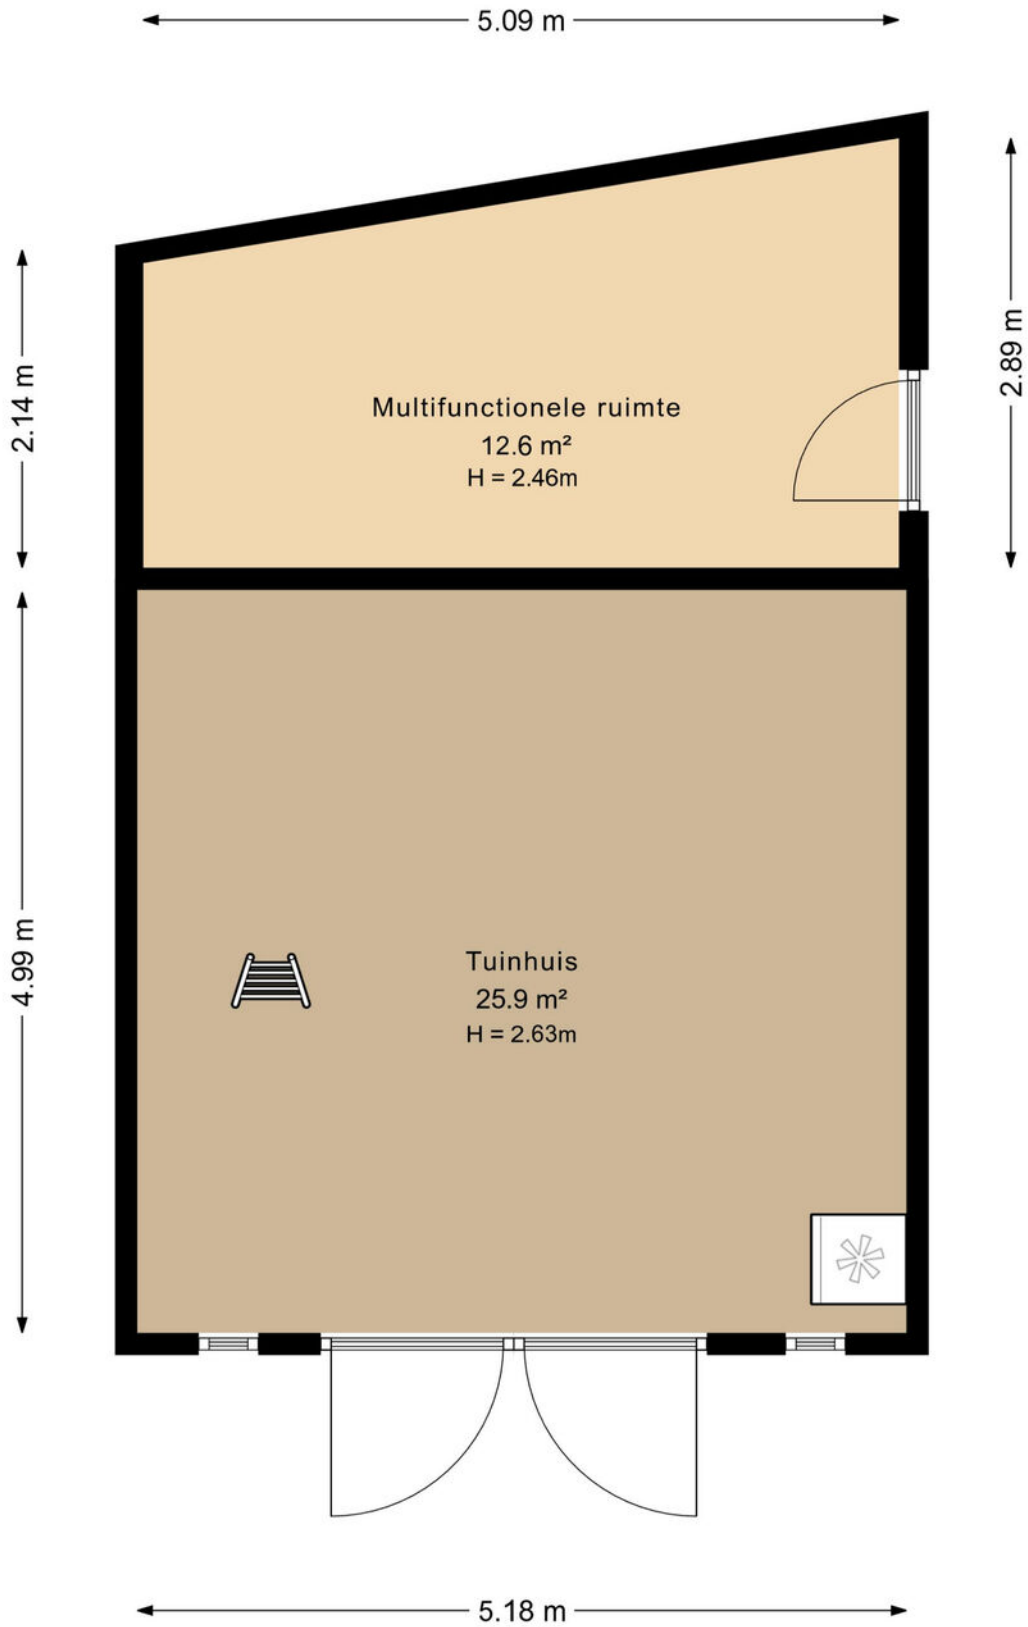 5.09 m
2.14 m
2.89 m
Multifunctionele ruimte
12.6 m²
H = 2.46m
4.99 m
Tuinhuis
25.9 m²
H = 2.63m
5.18 m